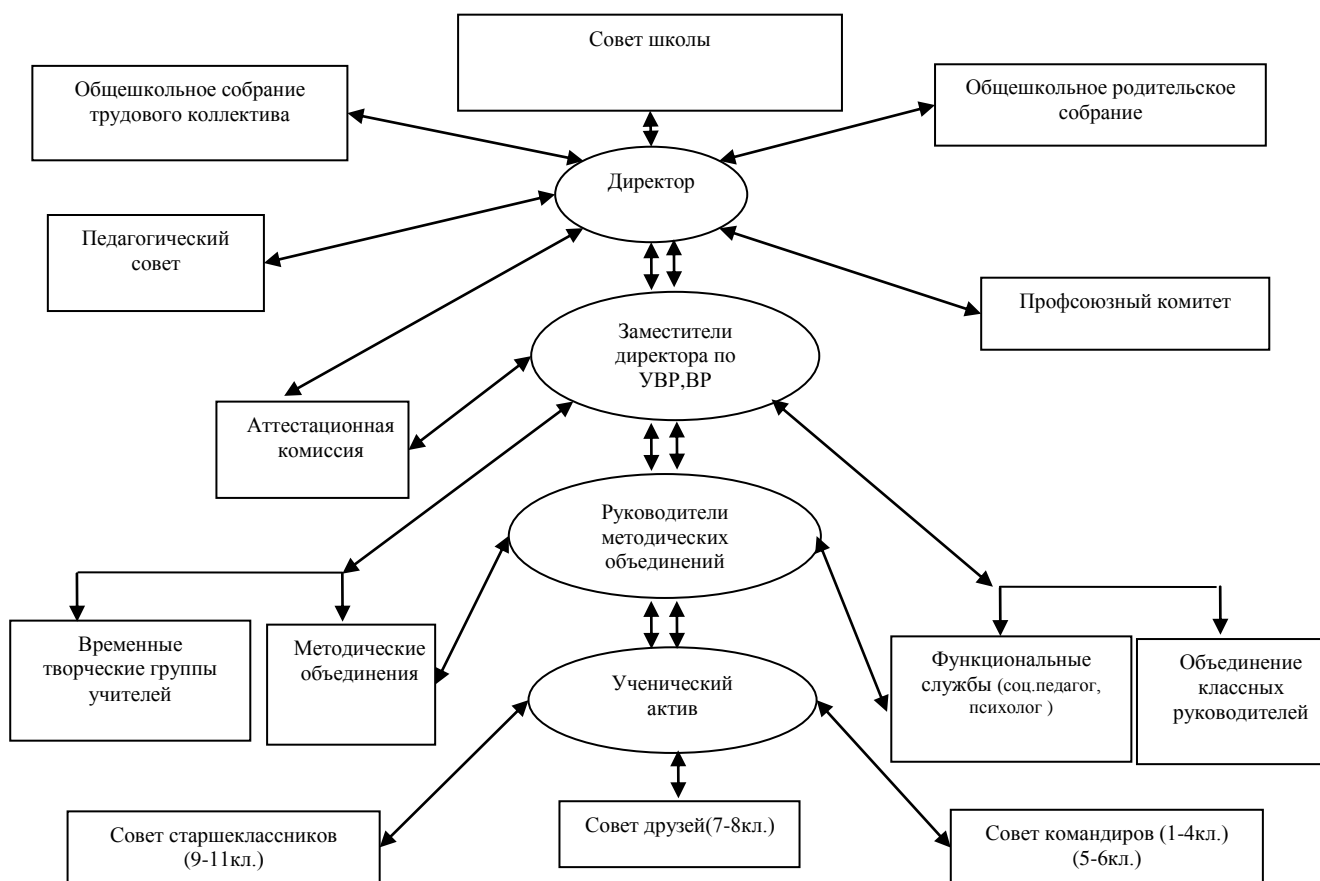 Совет школы
Общешкольное собрание
трудового коллектива
Общешкольное родительское
собрание
Директор
Педагогический
совет
Профсоюзный комитет
Заместители
директора по
УВР,ВР
Аттестационная
комиссия
Руководители
методических
объединений
Временные
творческие группы
учителей
Методические
объединения
Функциональные
службы (соц.педагог,
психолог )
Объединение
классных
руководителей
Ученический
актив
Совет старшеклассников
(9-11кл.)
Совет друзей(7-8кл.)
Совет командиров (1-4кл.)
(5-6кл.)